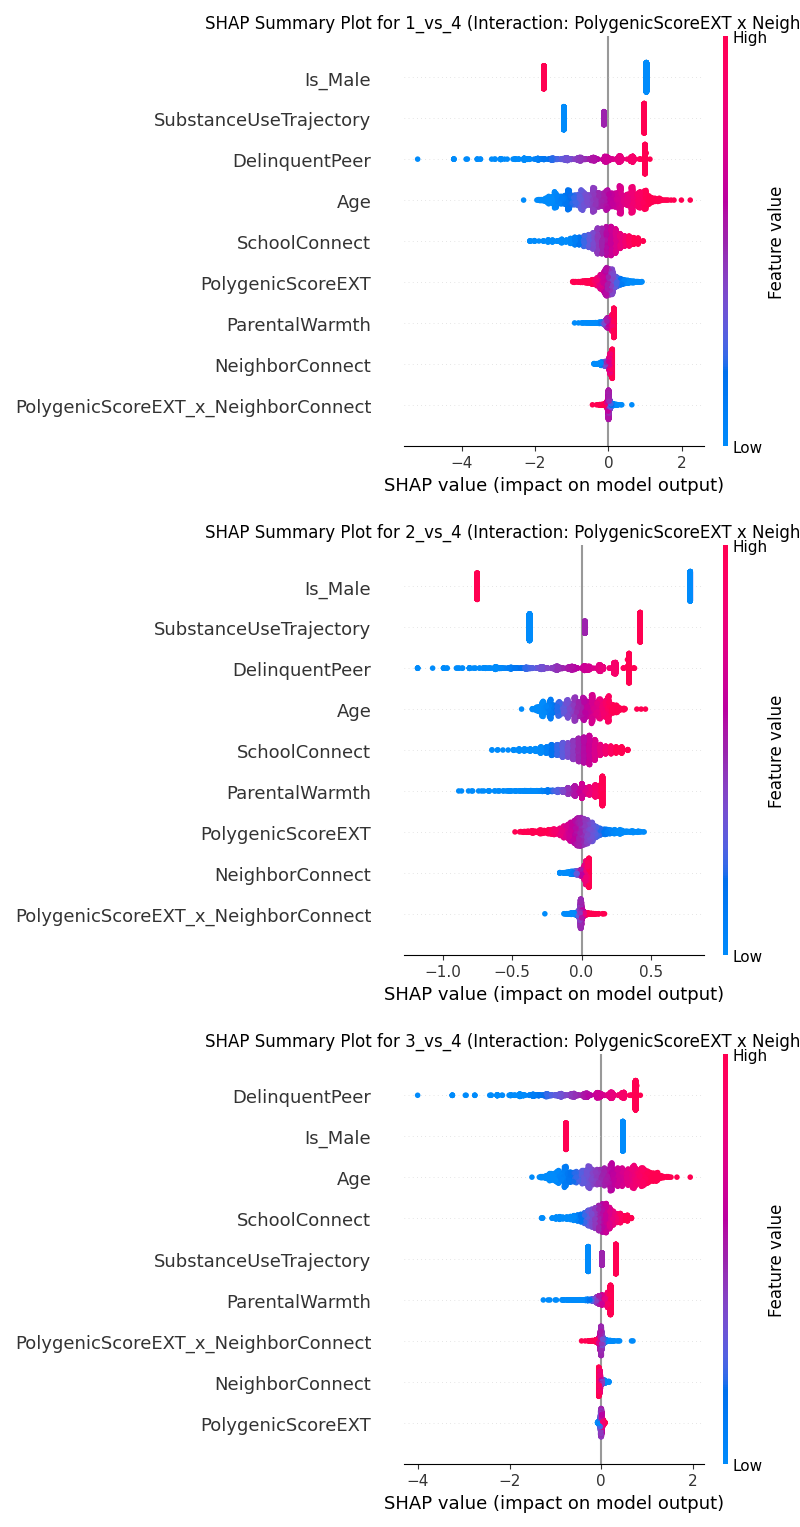 SHAP Summary Plot for 1_vs_4 (Interaction: PolygenicScoreEXT x Neigh
High
Is_Male
SubstanceUseTrajectory
DelinquentPeer
Age
SchoolConnect
PolygenicScoreEXT
ParentalWarmth
NeighborConnect
PolygenicScoreEXT_x_NeighborConnect
Feature value
Low
−4 −2 0 2
SHAP value (impact on model output)
SHAP Summary Plot for 2_vs_4 (Interaction: PolygenicScoreEXT x Neigh
High
Is_Male
SubstanceUseTrajectory
DelinquentPeer
Age
SchoolConnect
ParentalWarmth
PolygenicScoreEXT
NeighborConnect
PolygenicScoreEXT_x_NeighborConnect
Feature value
Low
−1.0 −0.5 0.0 0.5
SHAP value (impact on model output)
SHAP Summary Plot for 3_vs_4 (Interaction: PolygenicScoreEXT x Neigh
High
DelinquentPeer
Is_Male
Age
SchoolConnect
SubstanceUseTrajectory
ParentalWarmth
PolygenicScoreEXT_x_NeighborConnect
NeighborConnect
PolygenicScoreEXT
Feature value
Low
−4 −2 0 2
SHAP value (impact on model output)